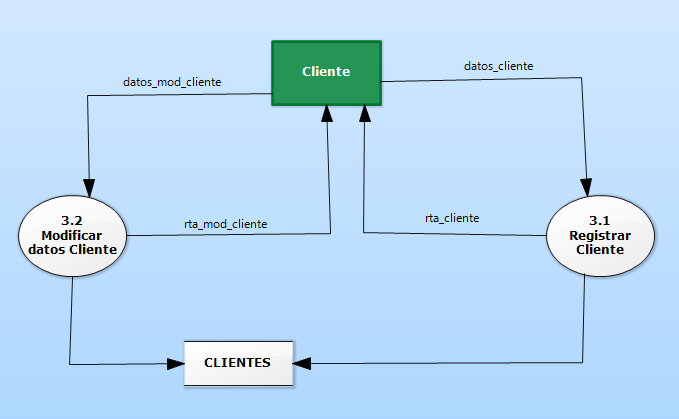 Cliente
datos_mod_cliente
datos_cliente
3.2
Modificar
datos Cliente
rta_mod_cliente
rta_cliente
3.1
Registrar
Cliente
CLIENTES